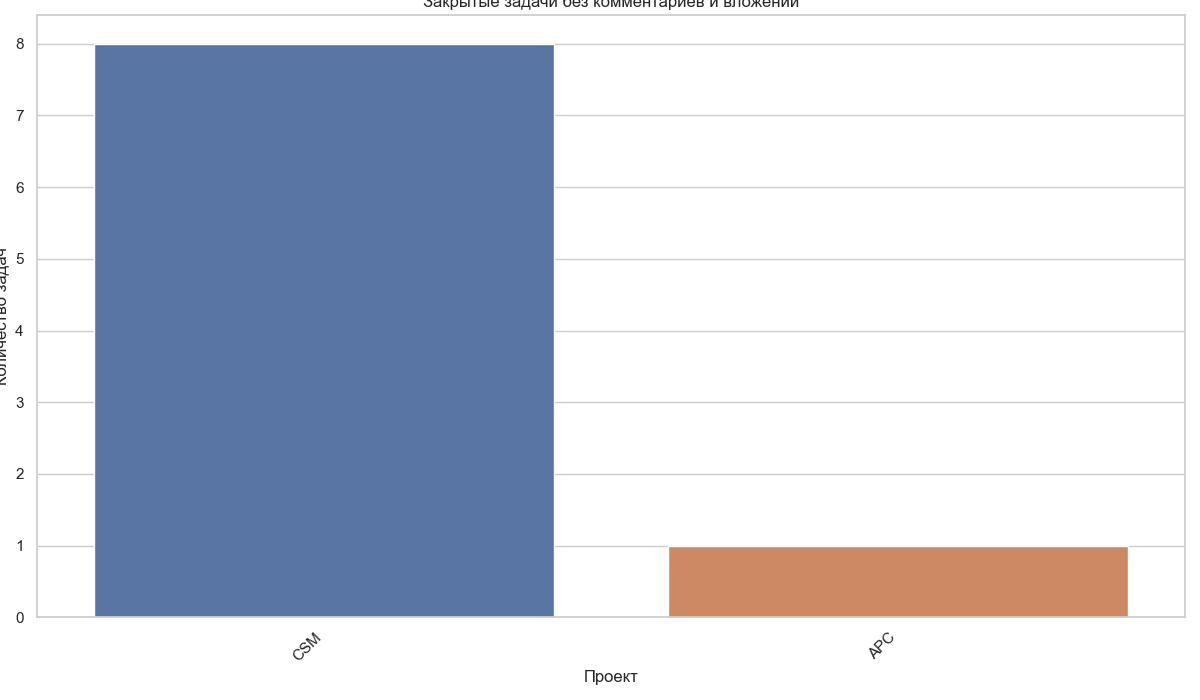 Закрытые задачи без комментариев и вложений
8
7
6
5
4
3
2
1
0
Количество задач
CSM
APC
Проект